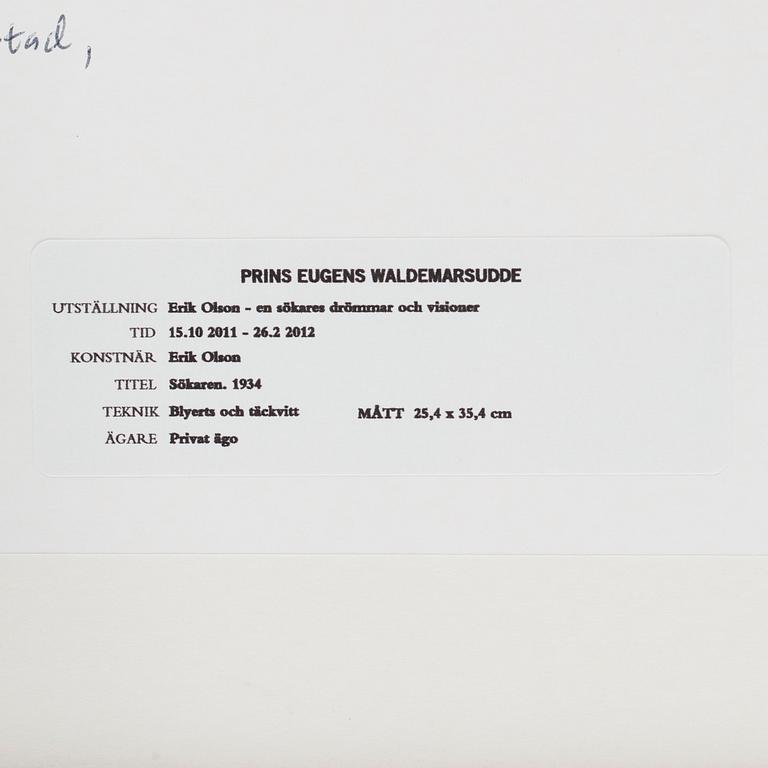 tad,
PRINS EUGENS WALDEMARSUDDE
UTSTÄLLNING Erik Olson - en sökares drömmar och visioner
TID 15.10 2011 - 26.2 2012
KONSTNÄR Erik Olson
TITEL Sökaren. 1934
TEKNIK Blyerts och täckvitt MÅTT 25,4 x 35,4 cm
ÄGARE Privat ägo